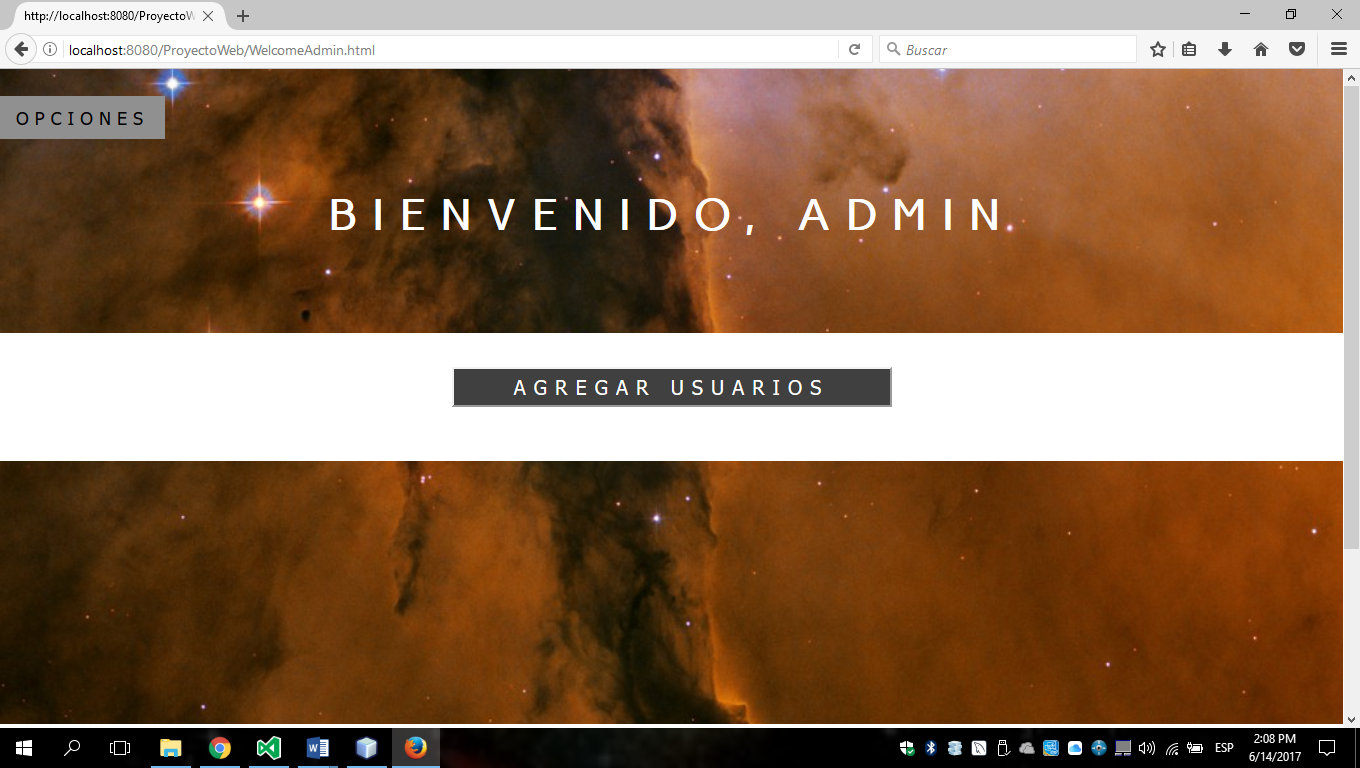 http://localhost:8080/ProyectoW
localhost:8080/ProyectoWeb/WelcomeAdmin.html
Buscar
OPCIONES
BIENVENIDO, ADMIN
AGREGAR USUARIOS
ESP
2:08 PM
6/14/2017